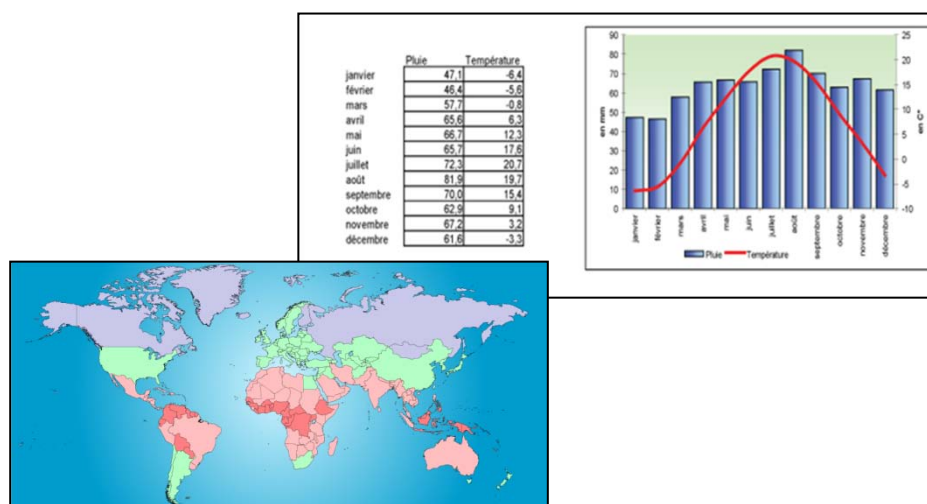 Pluie Température
janvier 47,1 -6,4
février 46,4 -5,6
mars 57,7 -0,8
avril 65,6 6,3
mai 66,7 12,3
juin 65,7 17,6
juillet 72,3 20,7
août 81,9 19,7
septembre 70,0 15,4
octobre 62,9 9,1
novembre 67,2 3,2
décembre 61,6 -3,3
en mm
90
80
70
60
50
40
30
20
10
0
25
20
15
10
5
0
-5
-10
en C°
janvier
février
mars
avril
mai
juin
juillet
août
septembre
octobre
novembre
décembre
Pluie Température